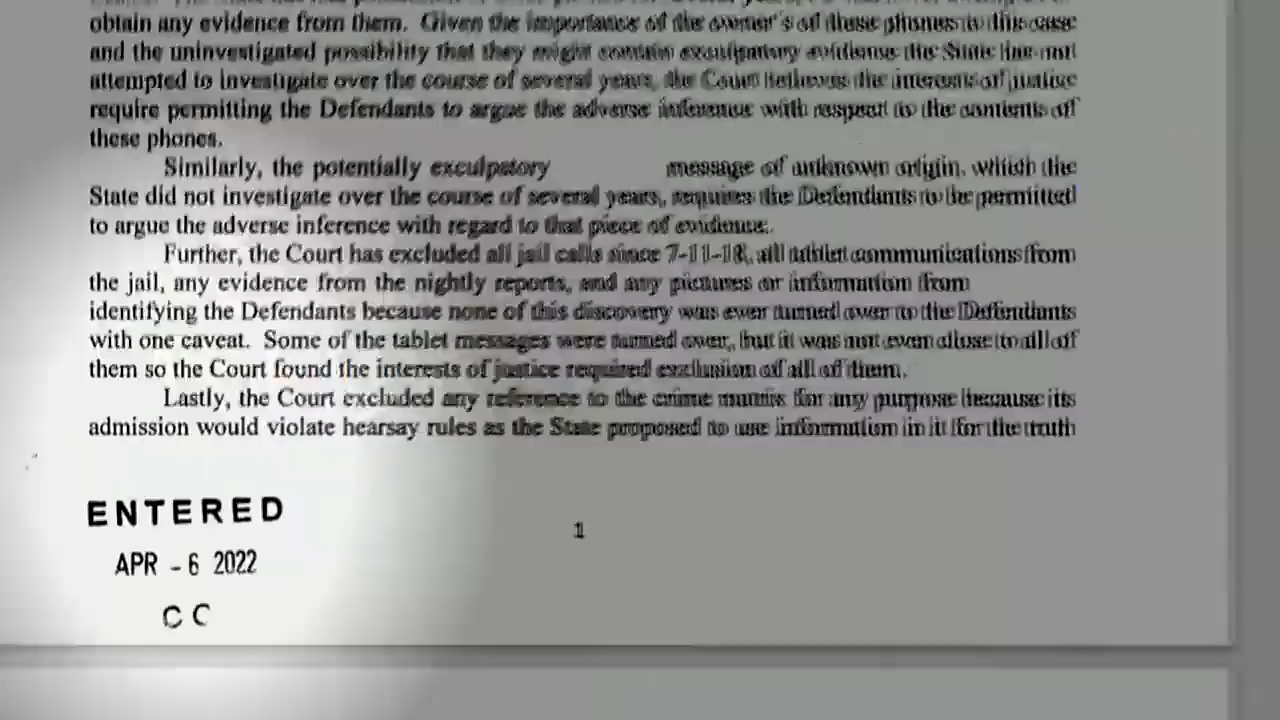 obtain any evidence from them. Given the importance of the owner's of these phones to this case
and the uninvestigated possibility that they might contain exculpatory evidence the State has not
attempted to investigate over the course of several years, the Court believes the interests of justice
require permitting the Defendants to argue the adverse inference with respect to the contents of
these phones.
Similarly, the potentially exculpatory message of unknown origin, which the
State did not investigate over the course of several years, requires the Defendants to be permitted
to argue the adverse inference with regard to that piece of evidence.
Further, the Court has excluded all jail calls since 7-11-18, all tablet communications from
the jail, any evidence from the nightly reports, and any pictures or information from
identifying the Defendants because none of this discovery was ever turned over to the Defendants
with one caveat. Some of the tablet messages were turned over, but it was not even close to all of
them so the Court found the interests of justice required exclusion of all of them.
Lastly, the Court excluded any reference to the crime matrix for any purpose because its
admission would violate hearsay rules as the State proposed to use information in it for the truth
ENTERED
1
APR - 6 2022
CC